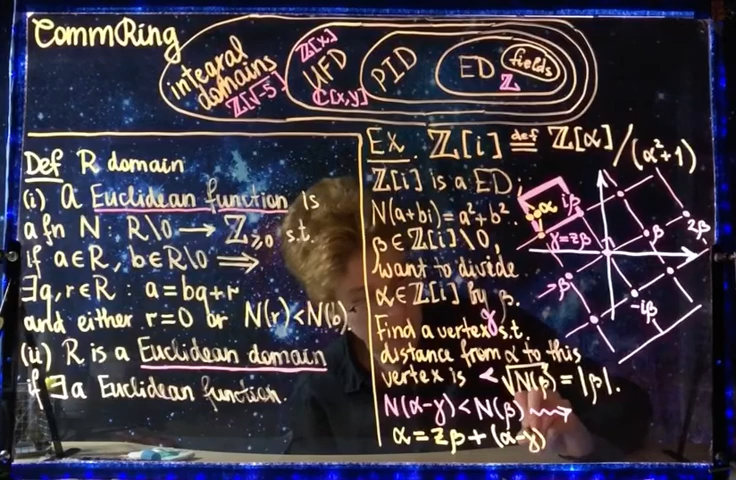 CommRing
integral domains
ℤ[√-5]
ℤ[x]
UFD
ℂ[x,y]
PID
ED
ℤ
fields
Def R domain
(i) A Euclidean function is
a fn N: R\0 → ℤ≥0 s.t.
if a∈R, b∈R\0 ⟹
∃q,r∈R : a=bq+r
and either r=0 or N(r)<N(b).
(ii) R is a Euclidean domain
if ∃ a Euclidean function.
Ex. ℤ[i] ≝ ℤ[α]/(α²+1)
ℤ[i] is a ED:
N(a+bi)=a²+b².
β∈ℤ[i]\0,
want to divide
α∈ℤ[i] by β.
Find a vertex γ s.t.
distance from α to this
vertex is <√N(β) = |β|.
N(α-γ)<N(β) ⇝
α=zβ+(α-γ)
α
iβ
γ=zβ
β
2β
-β
-iβ